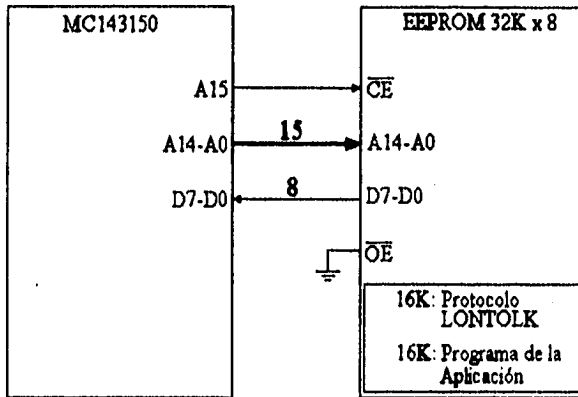 MC143150
EEPROM 32K x 8
A15
CE
A14-A0
15
A14-A0
D7-D0
8
D7-D0
OE
16K: Protocolo
LONTOLK
16K: Programa de la
Aplicación